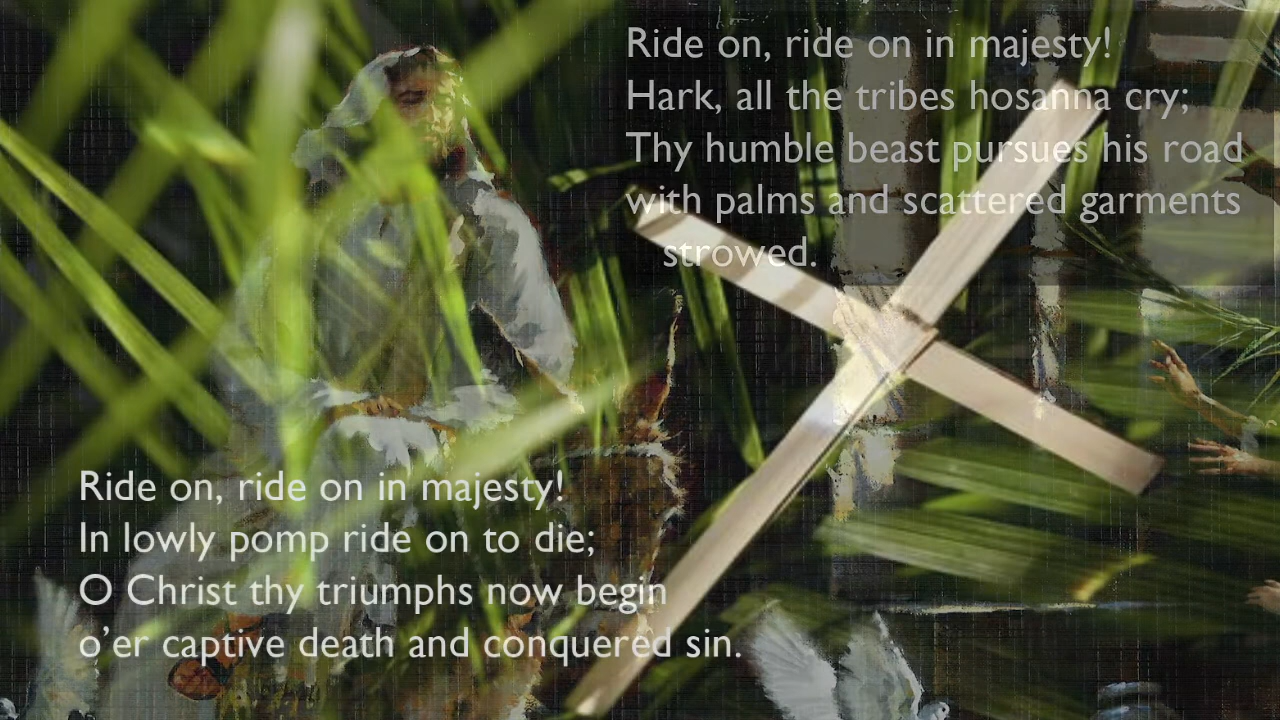 Ride on, ride on in majesty!
Hark, all the tribes hosanna cry;
Thy humble beast pursues his road
with palms and scattered garments
strowed.
Ride on, ride on in majesty!
In lowly pomp ride on to die;
O Christ thy triumphs now begin
o’er captive death and conquered sin.